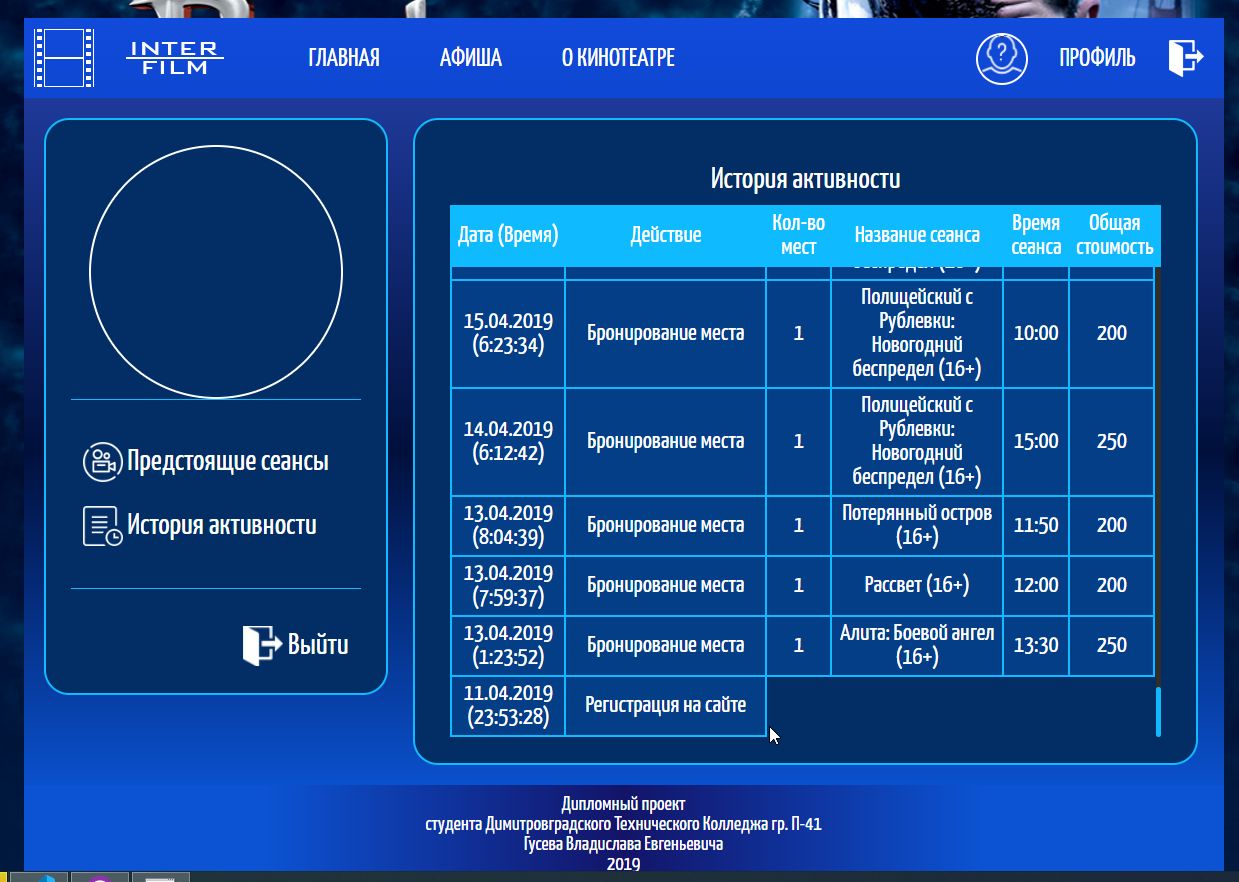 INTER
FILM
ГЛАВНАЯ
АФИША
О КИНОТЕАТРЕ
ПРОФИЛЬ
Предстоящие сеансы
История активности
Выйти
История активности
Дата (Время)
Действие
Кол-во
мест
Название сеанса
Время
сеанса
Общая
стоимость
15.04.2019
(6:23:34)
Бронирование места
1
Полицейский с
Рублевки:
Новогодний
беспредел (16+)
10:00
200
14.04.2019
(6:12:42)
Бронирование места
1
Полицейский с
Рублевки:
Новогодний
беспредел (16+)
15:00
250
13.04.2019
(8:04:39)
Бронирование места
1
Потерянный остров
(16+)
11:50
200
13.04.2019
(7:59:37)
Бронирование места
1
Рассвет (16+)
12:00
200
13.04.2019
(1:23:52)
Бронирование места
1
Алита: Боевой ангел
(16+)
13:30
250
11.04.2019
(23:53:28)
Регистрация на сайте
Дипломный проект
студента Димитровградского Технического Колледжа гр. П-41
Гусева Владислава Евгеньевича
2019